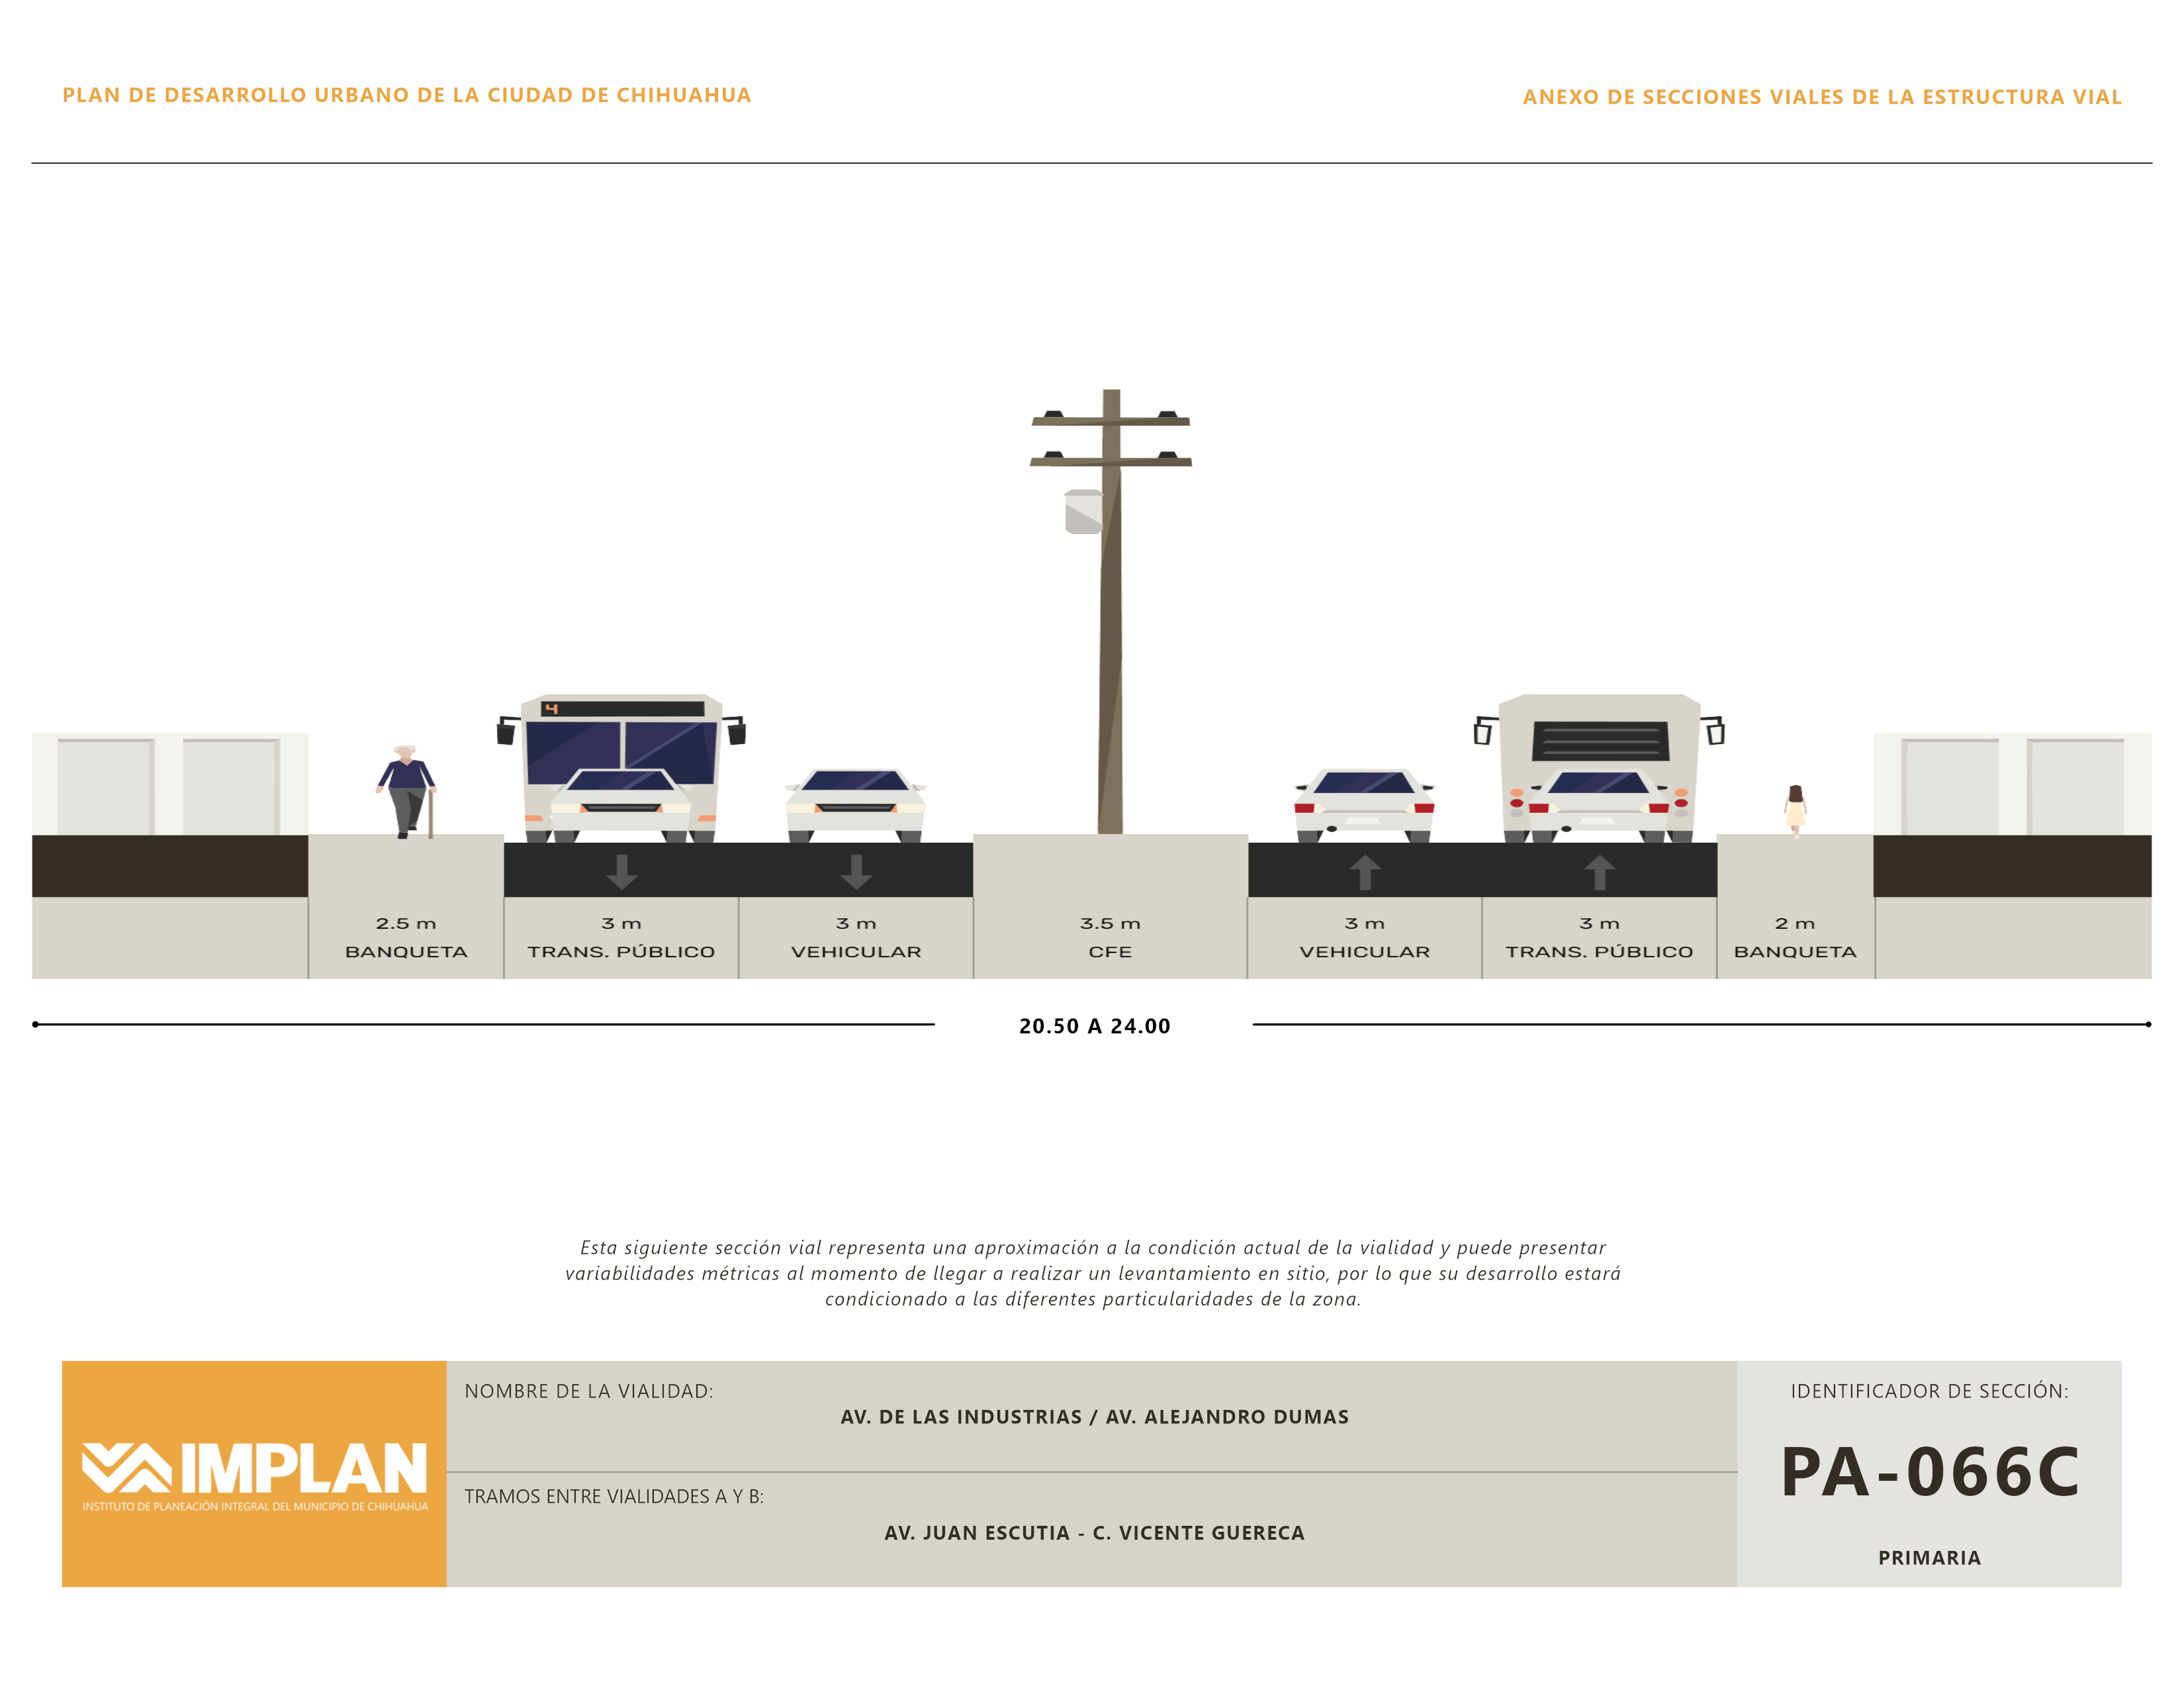 PLAN DE DESARROLLO URBANO DE LA CIUDAD DE CHIHUAHUA
ANEXO DE SECCIONES VIALES DE LA ESTRUCTURA VIAL
4
2.5 m
BANQUETA
3 m
TRANS. PÚBLICO
3 m
VEHICULAR
3.5 m
CFE
3 m
VEHICULAR
3 m
TRANS. PÚBLICO
2 m
BANQUETA
20.50 A 24.00
Esta siguiente sección vial representa una aproximación a la condición actual de la vialidad y puede presentar
variabilidades métricas al momento de llegar a realizar un levantamiento en sitio, por lo que su desarrollo estará
condicionado a las diferentes particularidades de la zona.
IMPLAN
INSTITUTO DE PLANEACIÓN INTEGRAL DEL MUNICIPIO DE CHIHUAHUA
NOMBRE DE LA VIALIDAD:
AV. DE LAS INDUSTRIAS / AV. ALEJANDRO DUMAS
TRAMOS ENTRE VIALIDADES A Y B:
AV. JUAN ESCUTIA - C. VICENTE GUERECA
IDENTIFICADOR DE SECCIÓN:
PA-066C
PRIMARIA